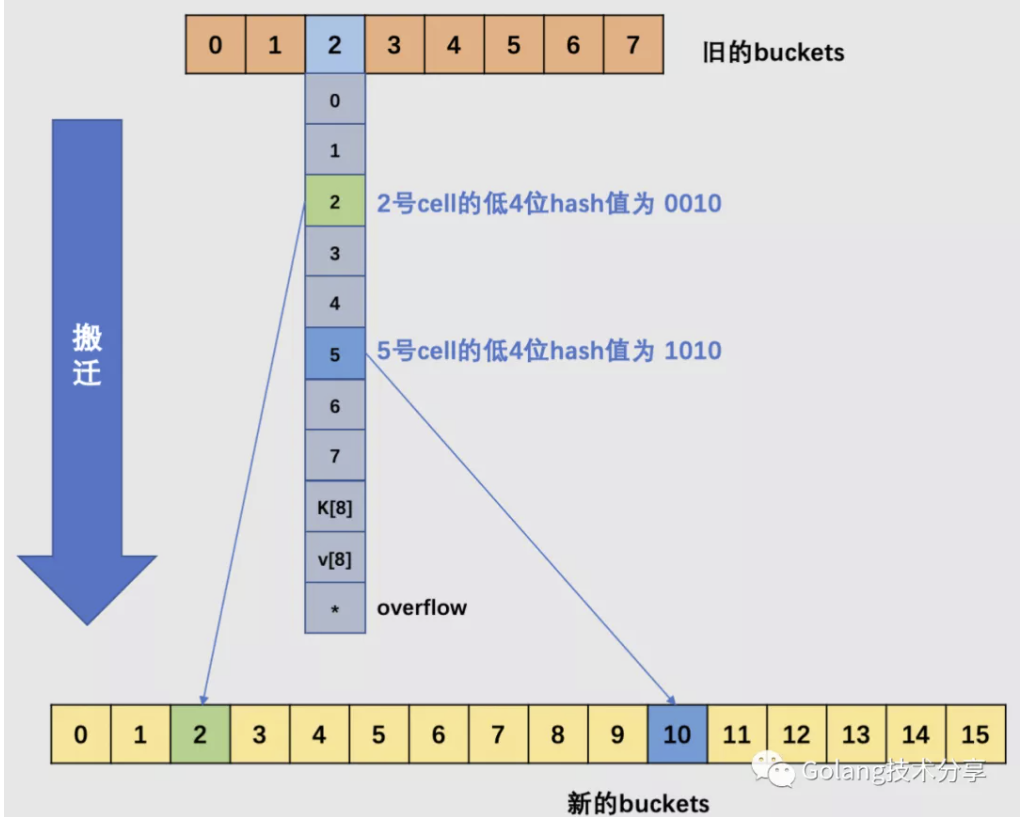 0 1 2 3 4 5 6 7 旧的buckets
0
1
2 2号cell的低4位hash值为 0010
3
4
搬
迁
5 5号cell的低4位hash值为 1010
6
7
K[8]
v[8]
* overflow
0 1 2 3 4 5 6 7 8 9 10 11 12 13 14 15
Golang技术分享
新的buckets